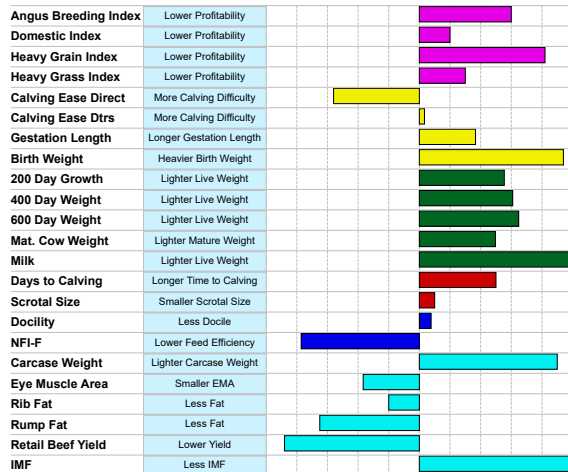 Angus Breeding Index Lower Profitability
Domestic Index Lower Profitability
Heavy Grain Index Lower Profitability
Heavy Grass Index Lower Profitability
Calving Ease Direct More Calving Difficulty
Calving Ease Dtrs More Calving Difficulty
Gestation Length Longer Gestation Length
Birth Weight Heavier Birth Weight
200 Day Growth Lighter Live Weight
400 Day Weight Lighter Live Weight
600 Day Weight Lighter Live Weight
Mat. Cow Weight Lighter Mature Weight
Milk Lighter Live Weight
Days to Calving Longer Time to Calving
Scrotal Size Smaller Scrotal Size
Docility Less Docile
NFI-F Lower Feed Efficiency
Carcase Weight Lighter Carcase Weight
Eye Muscle Area Smaller EMA
Rib Fat Less Fat
Rump Fat Less Fat
Retail Beef Yield Lower Yield
IMF Less IMF